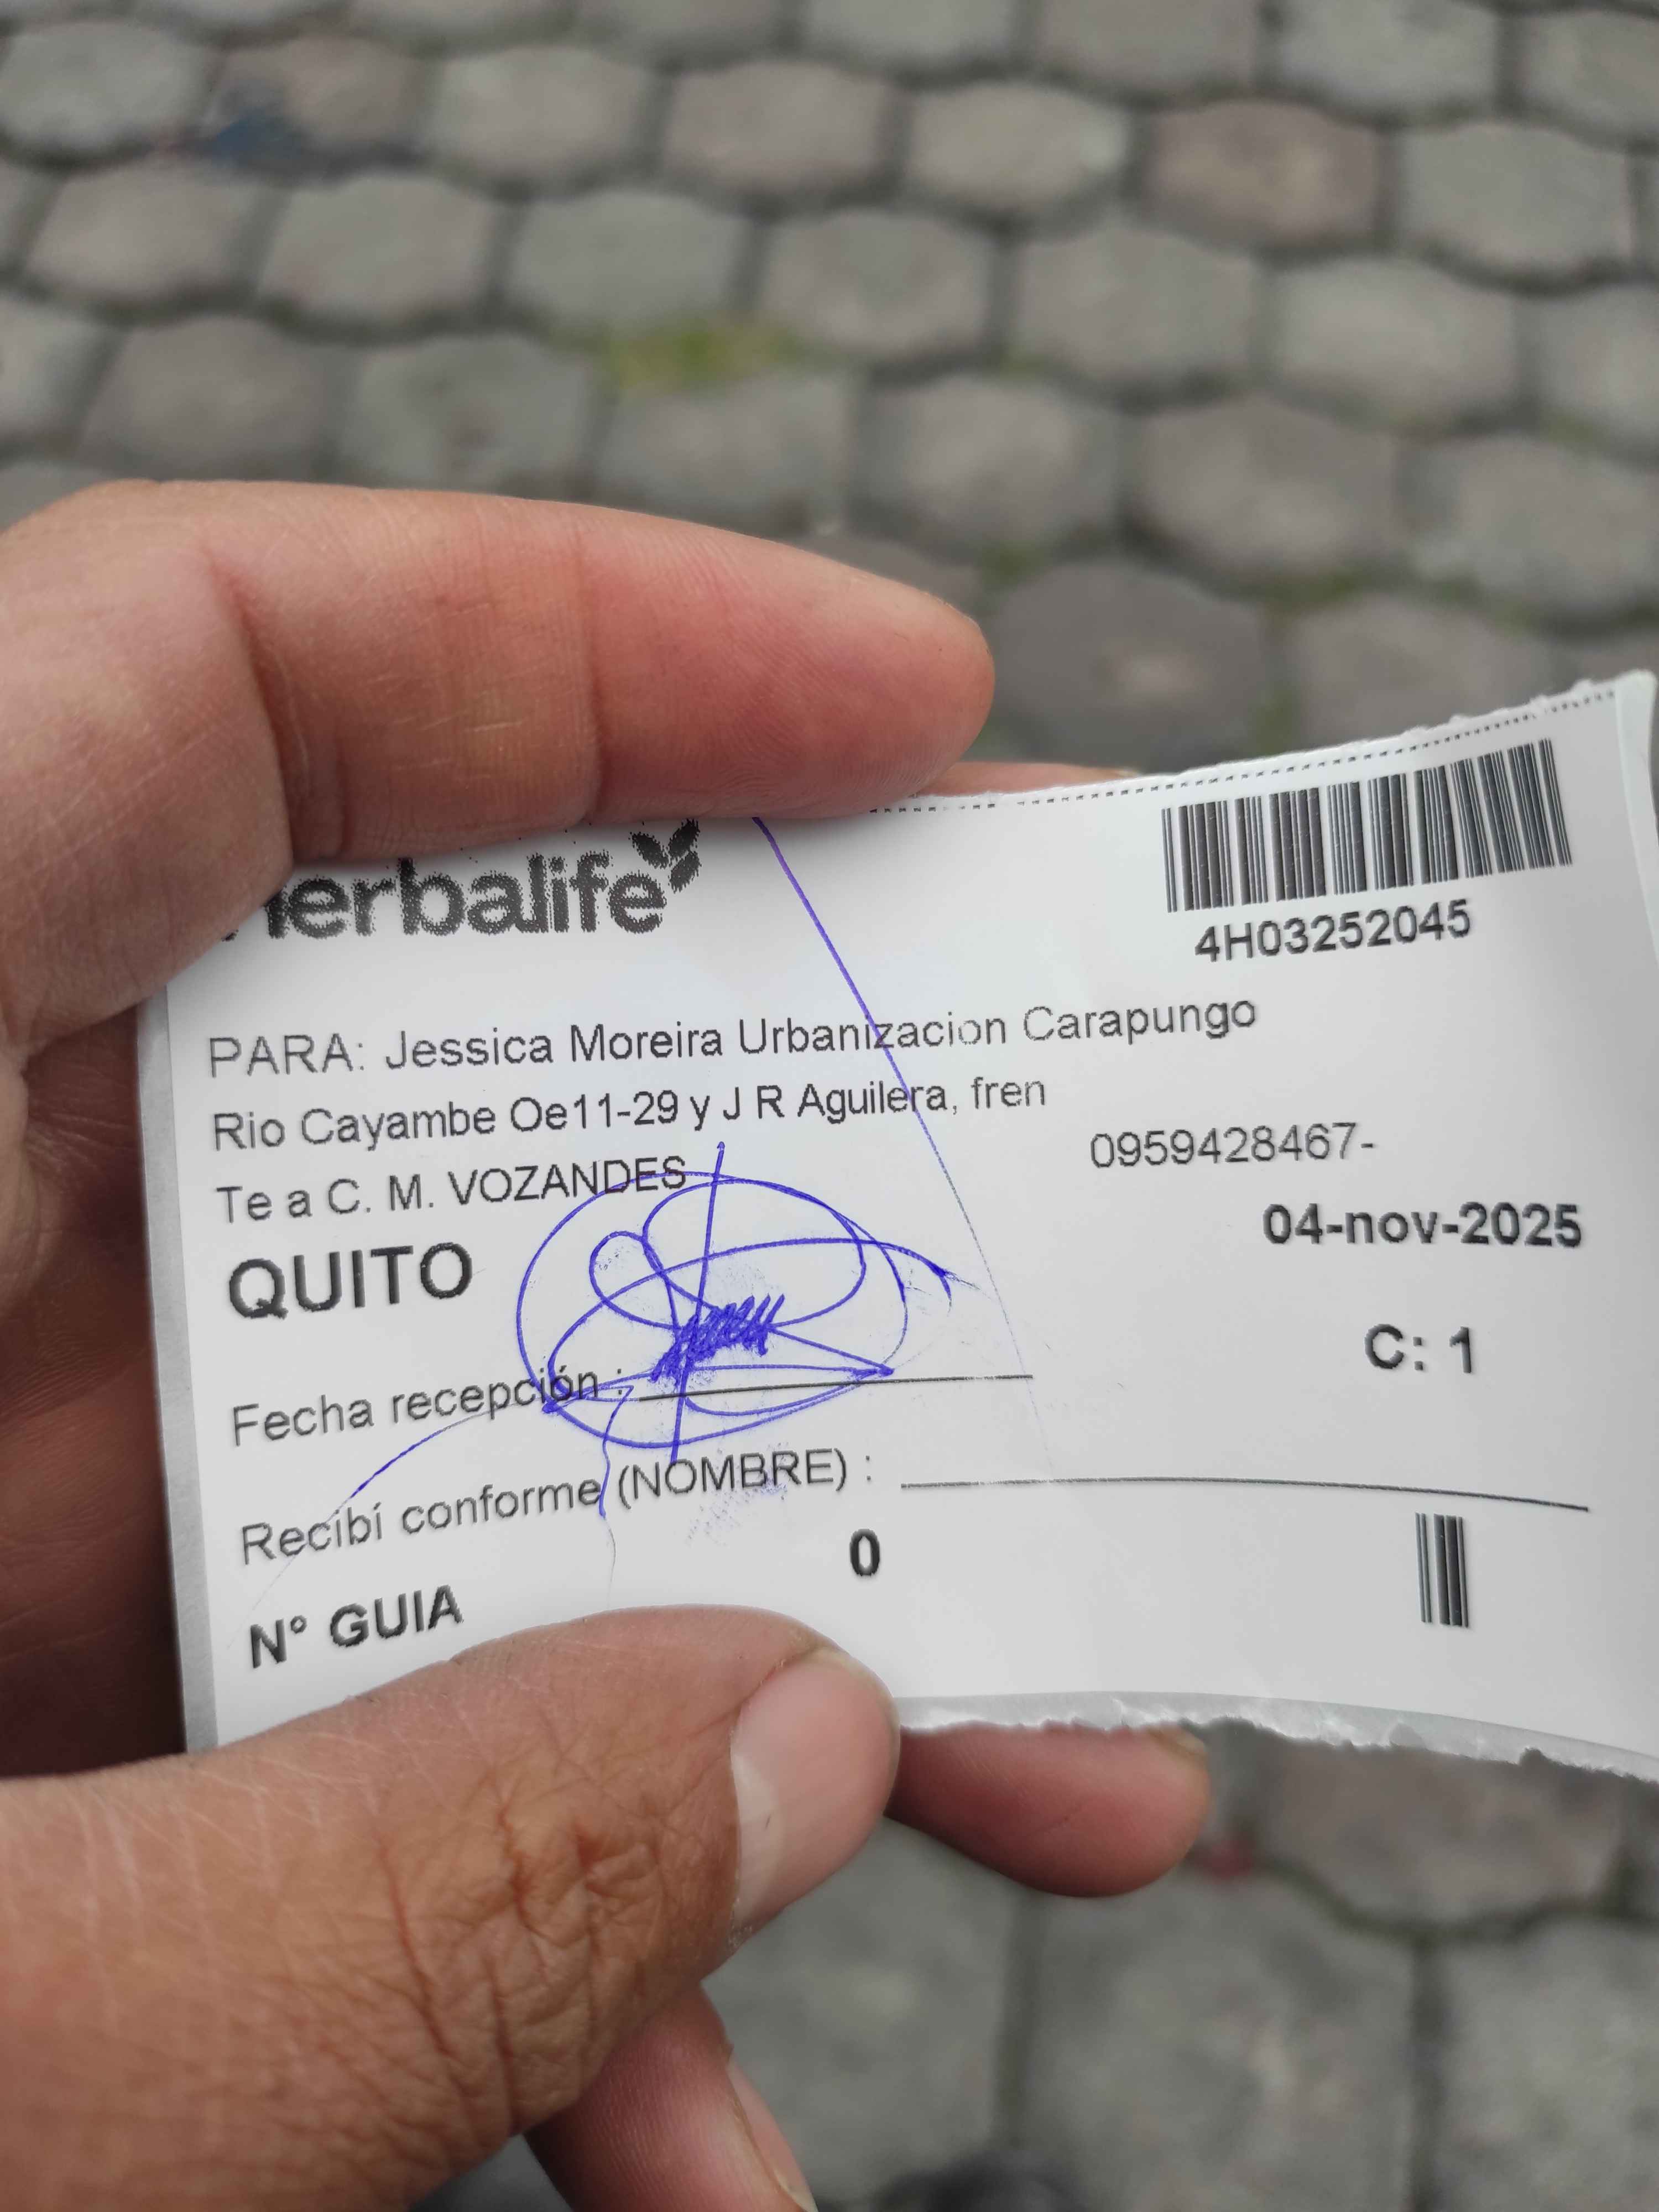 herbalife
4H03252045
PARA: Jessica Moreira Urbanizacion Carapungo
Rio Cayambe Oe11-29 y J R Aguilera, fren
Te a C. M. VOZANDES
0959428467-
QUITO
04-nov-2025
C: 1
Fecha recepción :
Recibí conforme (NOMBRE) :
N° GUIA 0